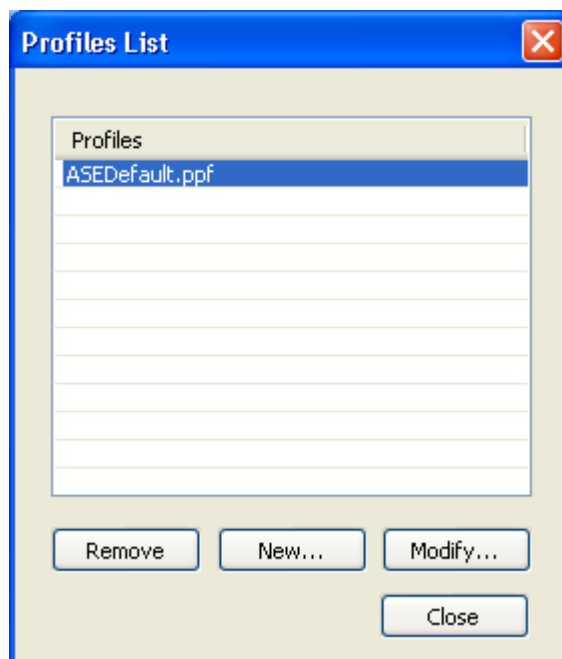 Profiles List
Profiles
ASEDefault.ppf
Remove New... Modify...
Close